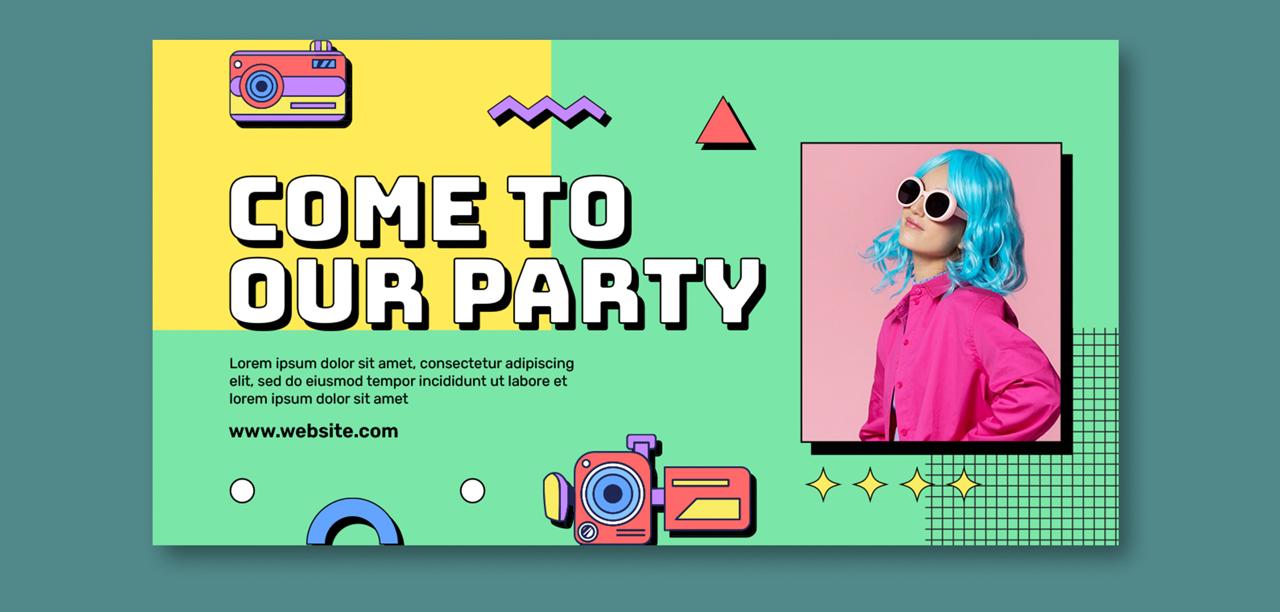 COME TO
OUR PARTY
Lorem ipsum dolor sit amet, consectetur adipiscing
elit, sed do eiusmod tempor incididunt ut labore et
lorem ipsum dolor sit amet
www.website.com